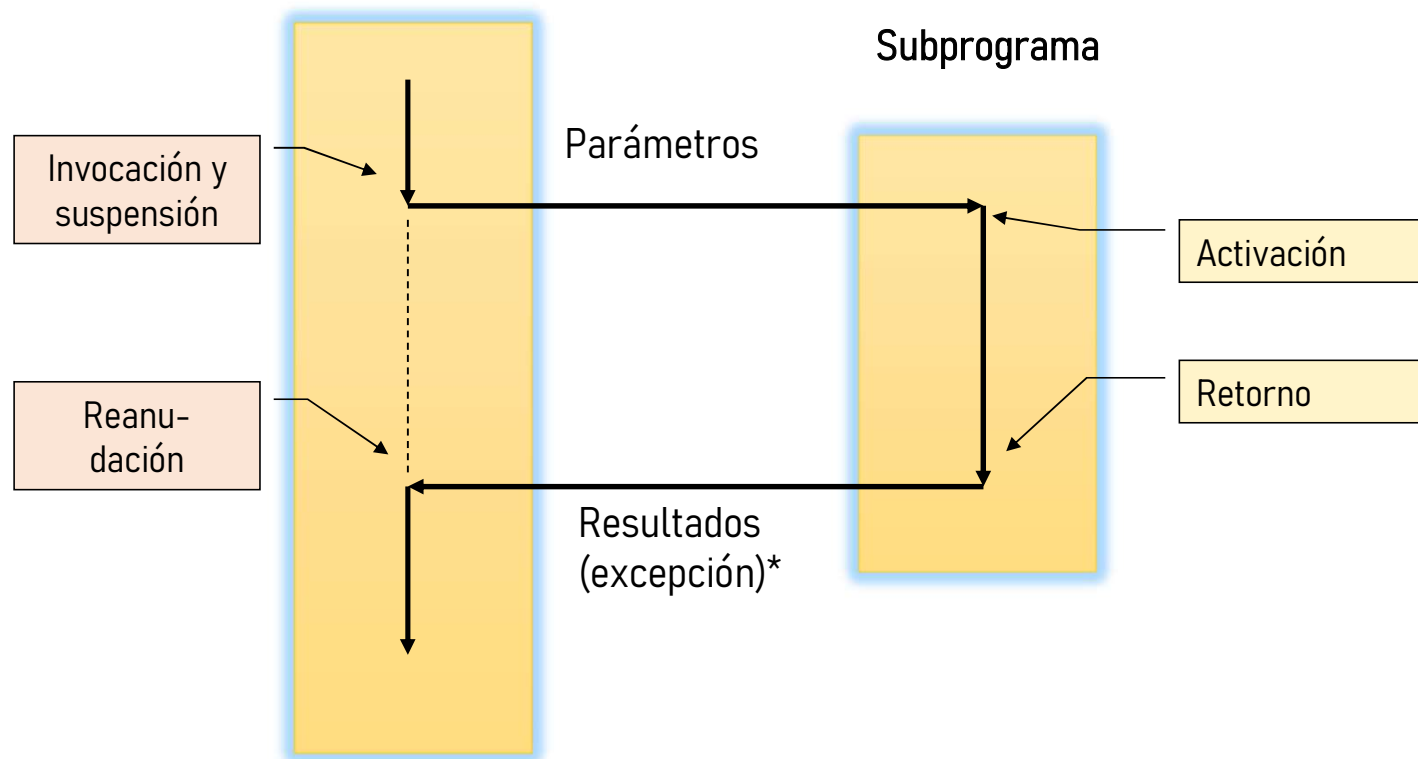 Subprograma
Parámetros
Invocación y
suspensión
Activación
Reanu-
dación
Retorno
Resultados
(excepción)*